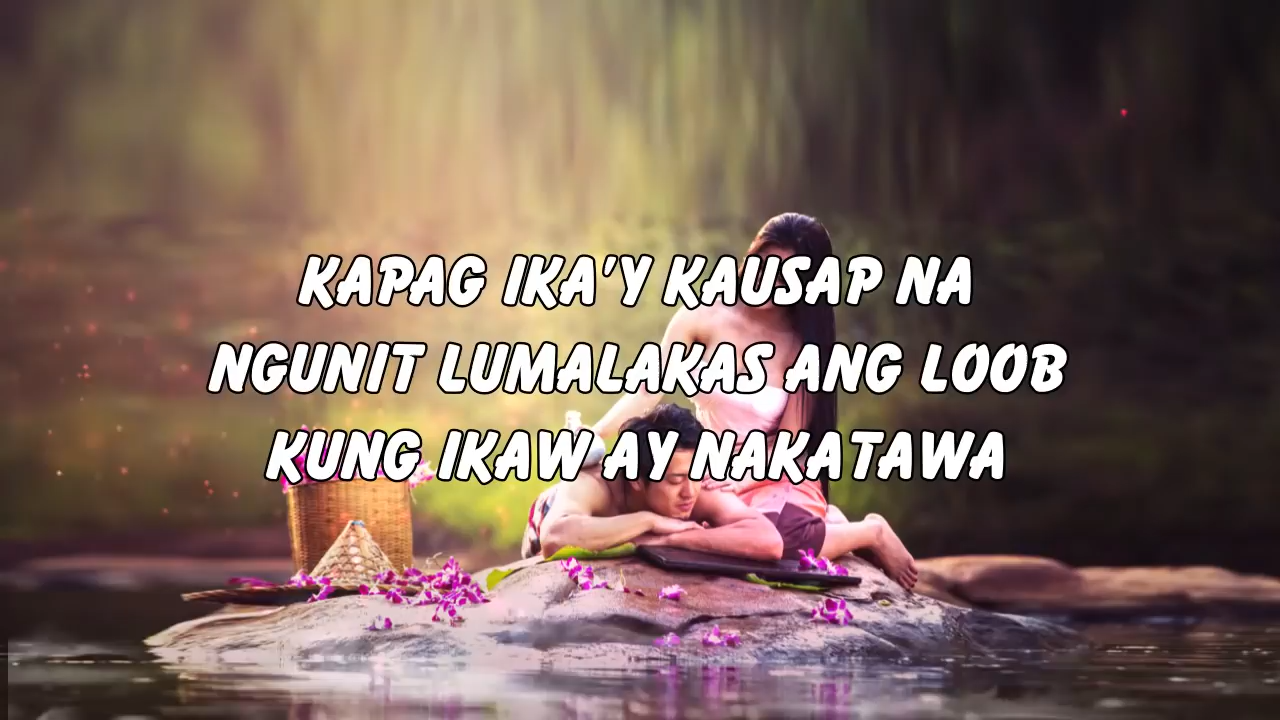 KAPAG IKA'Y KAUSAP NA
NGUNIT LUMALAKAS ANG LOOB
KUNG IKAW AY NAKATAWA